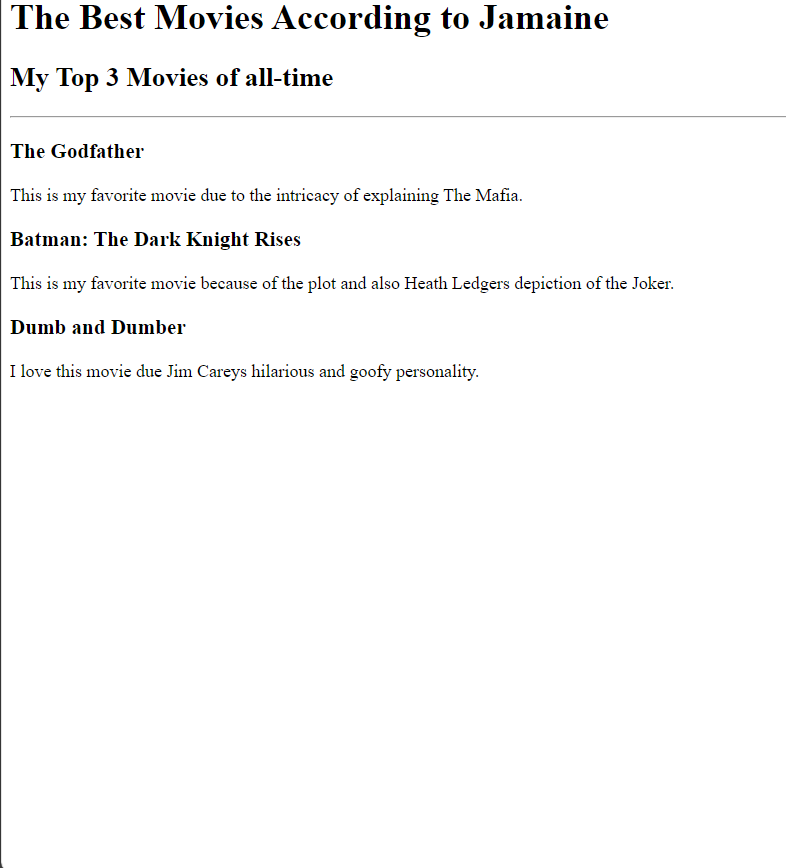 The Best Movies According to Jamaine
My Top 3 Movies of all-time
The Godfather
This is my favorite movie due to the intricacy of explaining The Mafia.
Batman: The Dark Knight Rises
This is my favorite movie because of the plot and also Heath Ledgers depiction of the Joker.
Dumb and Dumber
I love this movie due Jim Careys hilarious and goofy personality.